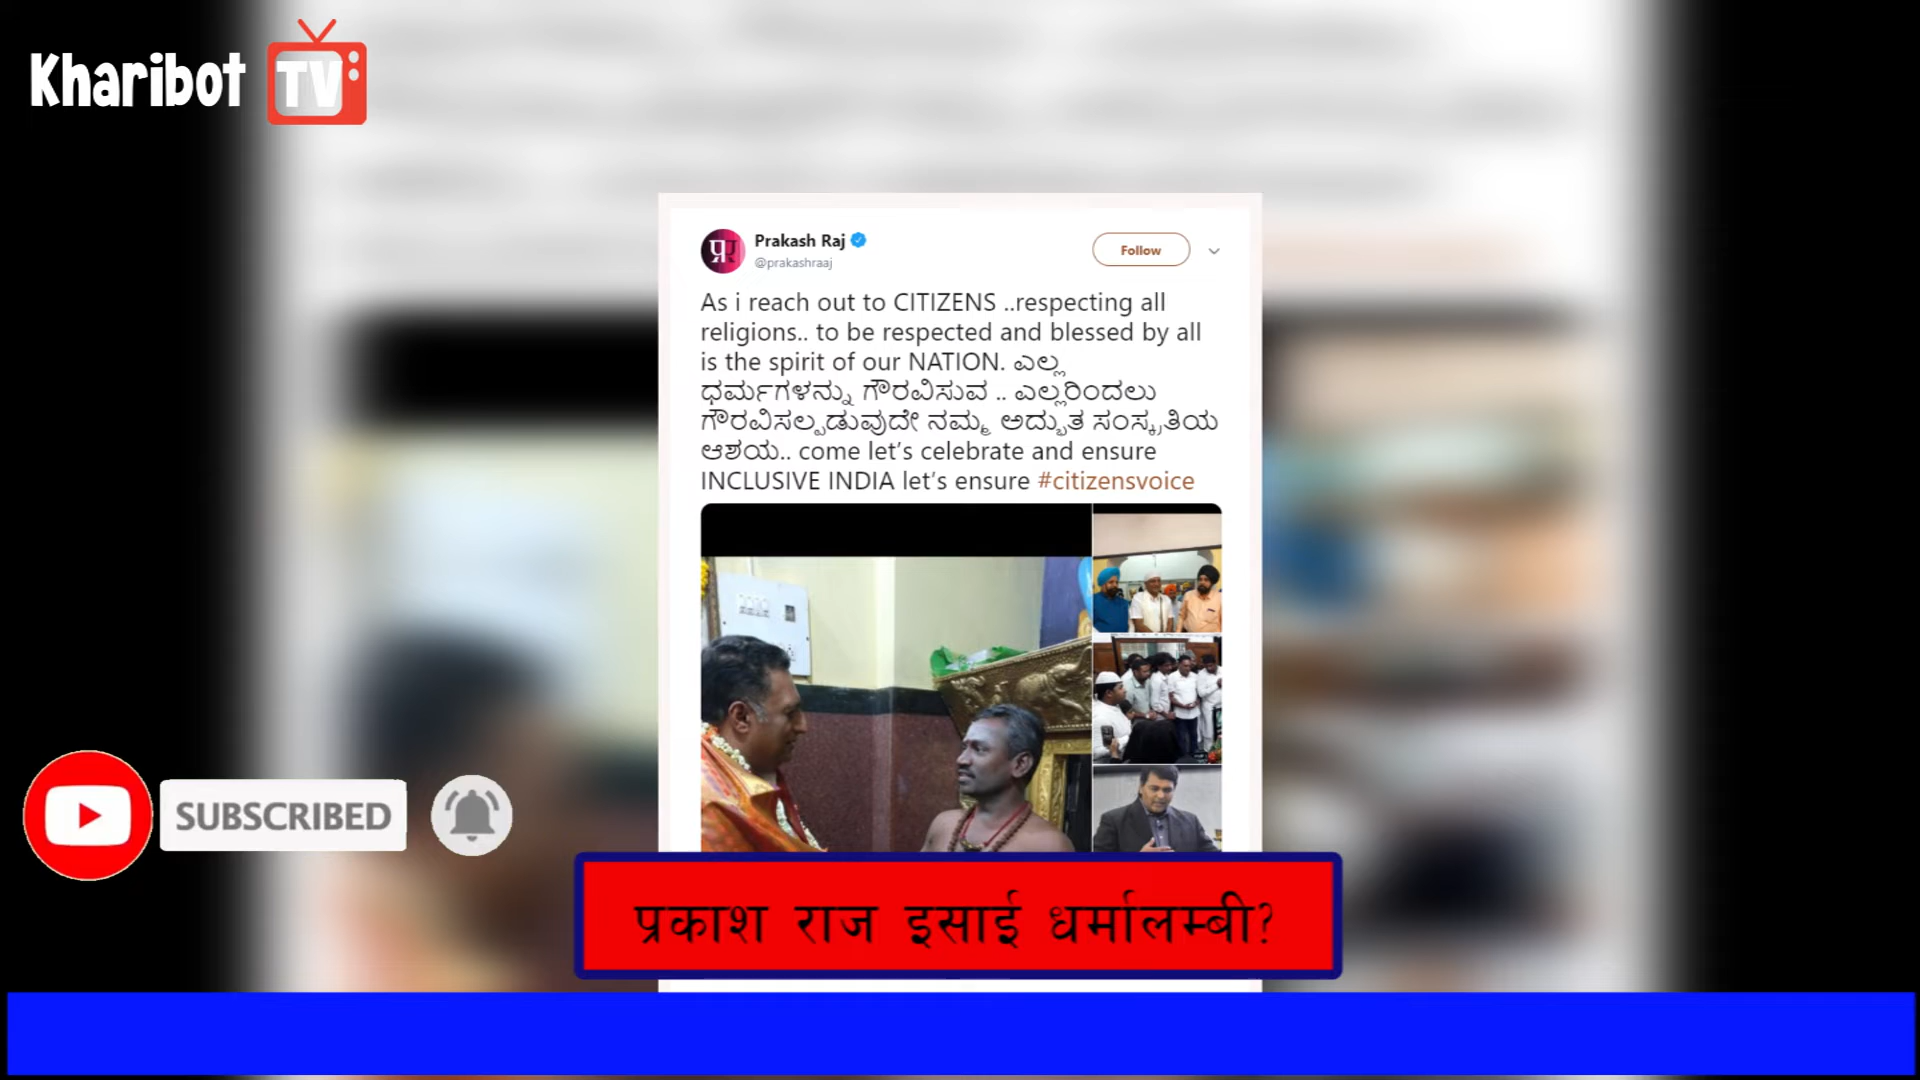 Kharibot TV
Prakash Raj
@prakashraaj
Follow
As i reach out to CITIZENS ..respecting all
religions.. to be respected and blessed by all
is the spirit of our NATION. ಎಲ್ಲ
ಧರ್ಮಗಳನ್ನು ಗೌರವಿಸುವ .. ಎಲ್ಲರಿಂದಲು
ಗೌರವಿಸಲ್ಪಡುವುದೇ ನಮ್ಮ ಅದ್ಭುತ ಸಂಸ್ಕೃತಿಯ
ಆಶಯ.. come let’s celebrate and ensure
INCLUSIVE INDIA let’s ensure #citizensvoice
SUBSCRIBED
प्रकाश राज इसाई धर्मालम्बी?